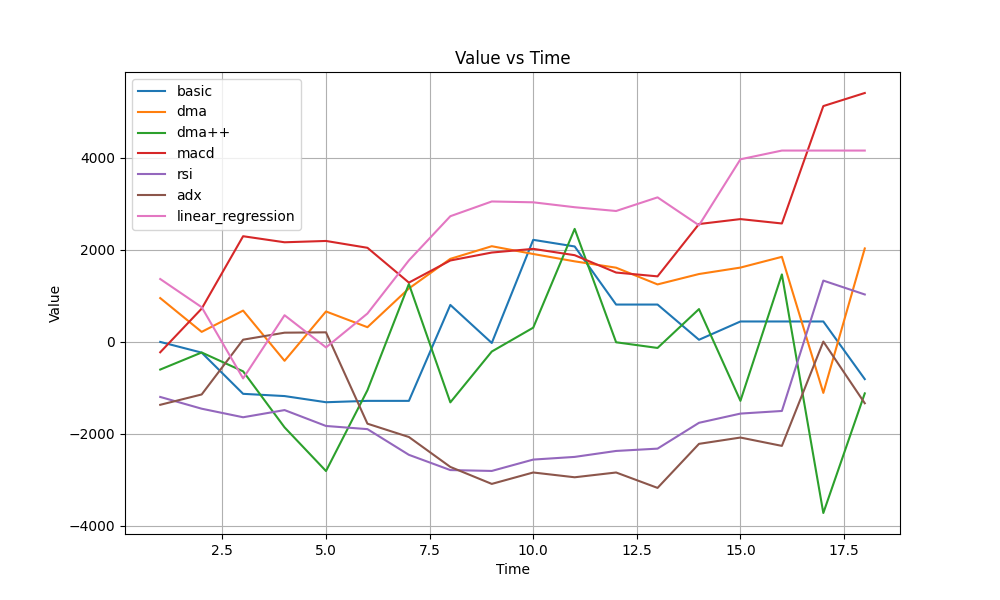 Value vs Time
basic
dma
dma++
macd
rsi
adx
linear_regression
Value
4000
2000
0
−2000
−4000
2.5 5.0 7.5 10.0 12.5 15.0 17.5
Time